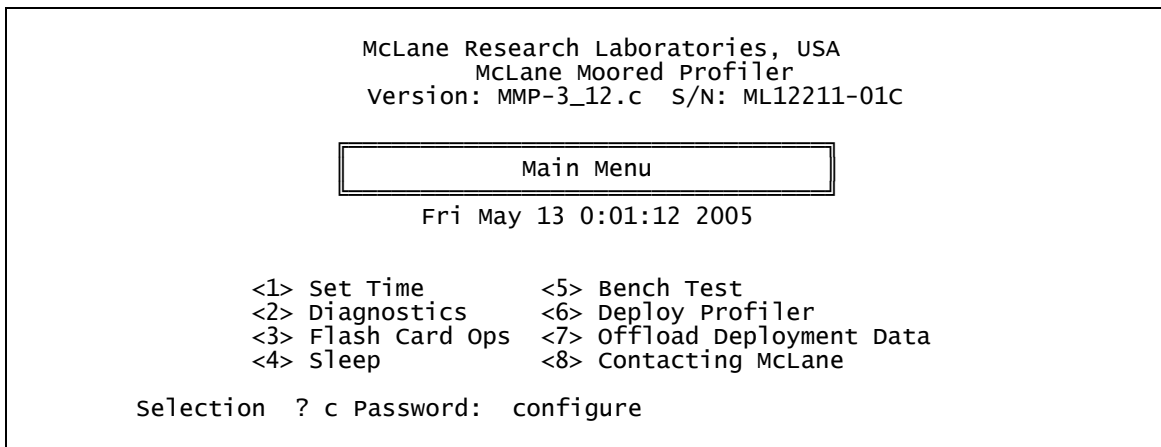 McLane Research Laboratories, USA
McLane Moored Profiler
Version: MMP-3_12.c  S/N: ML12211-01C
Main Menu
Fri May 13 0:01:12 2005
<1> Set Time  <5> Bench Test
<2> Diagnostics  <6> Deploy Profiler
<3> Flash Card Ops  <7> Offload Deployment Data
<4> Sleep  <8> Contacting McLane
Selection  ? c Password:  configure